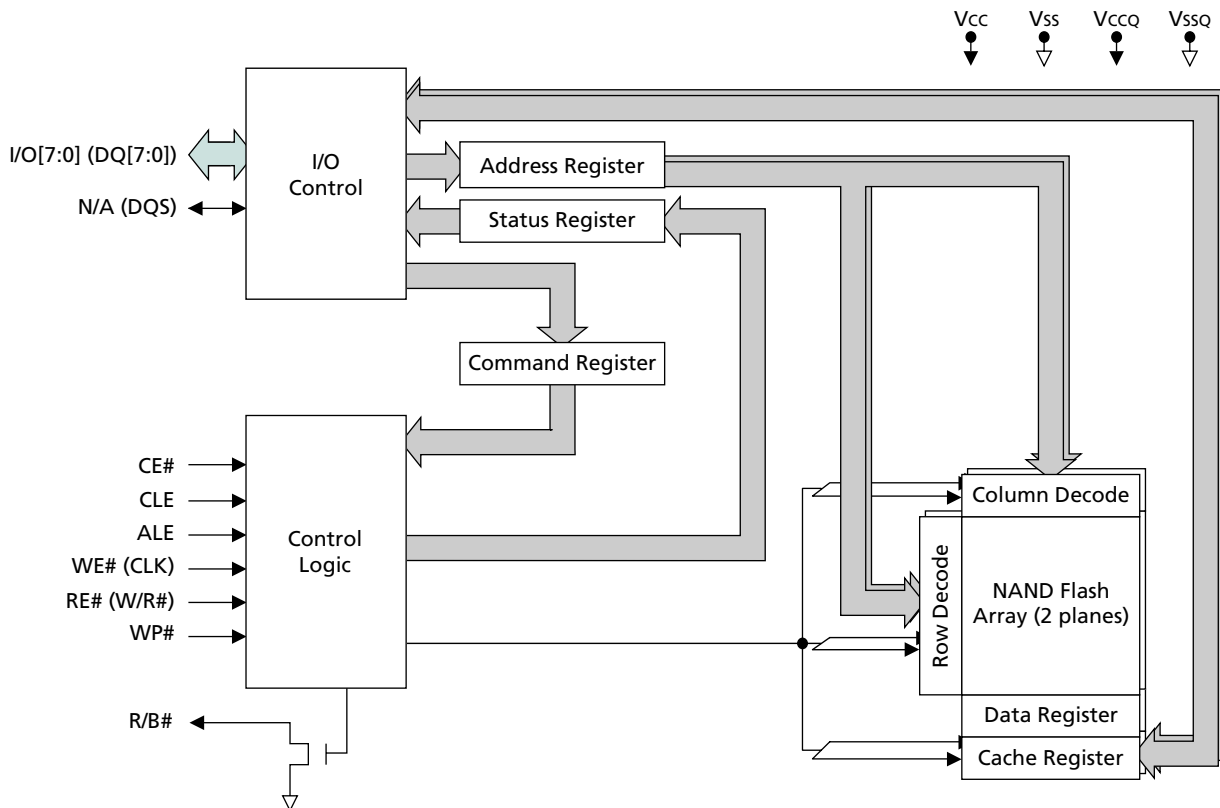 Vcc Vss VccQ VssQ
I/O[7:0] (DQ[7:0])
N/A (DQS)
I/O
Control
Address Register
Status Register
Command Register
CE#
CLE
ALE
WE# (CLK)
RE# (W/R#)
WP#
R/B#
Control
Logic
Column Decode
Row Decode
NAND Flash
Array (2 planes)
Data Register
Cache Register